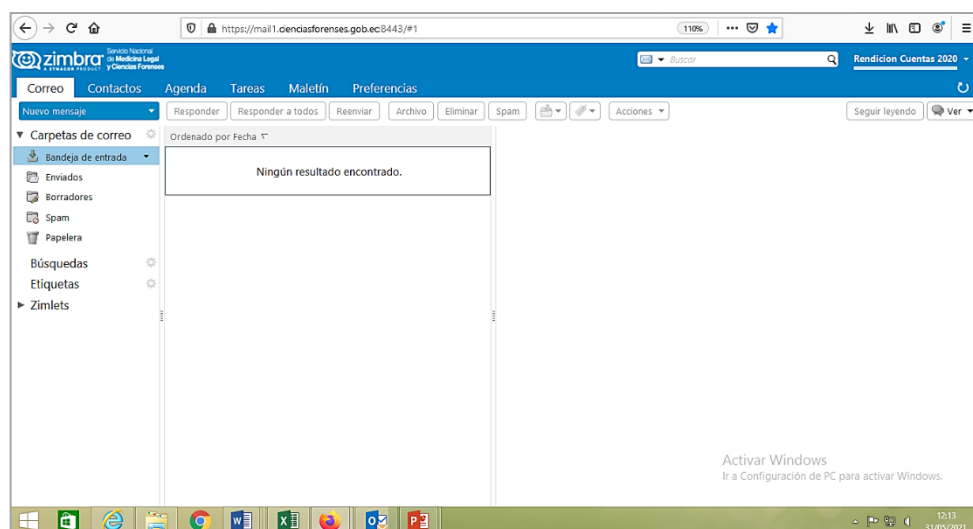 https://mail1.cienciasforenses.gob.ec:8443/#1
110%
zimbra
A SYNACOR PRODUCT
Servicio Nacional
de Medicina Legal
y Ciencias Forenses
Buscar
Rendicion Cuentas 2020
Correo Contactos Agenda Tareas Maletín Preferencias
Nuevo mensaje Responder Responder a todos Reenviar Archivo Eliminar Spam Acciones Seguir leyendo Ver
Carpetas de correo
Ordenado por Fecha
Bandeja de entrada
Ningún resultado encontrado.
Enviados
Borradores
Spam
Papelera
Búsquedas
Etiquetas
Zimlets
Activar Windows
Ir a Configuración de PC para activar Windows.
12:13
31/05/2021